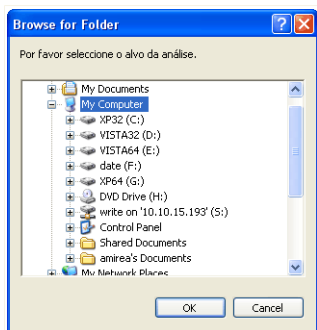 Browse for Folder
Por favor seleccione o alvo da análise.
My Documents
My Computer
XP32 (C:)
VISTA32 (D:)
VISTA64 (E:)
date (F:)
XP64 (G:)
DVD Drive (H:)
write on '10.10.15.193' (S:)
Control Panel
Shared Documents
amirea's Documents
My Network Places
OK
Cancel